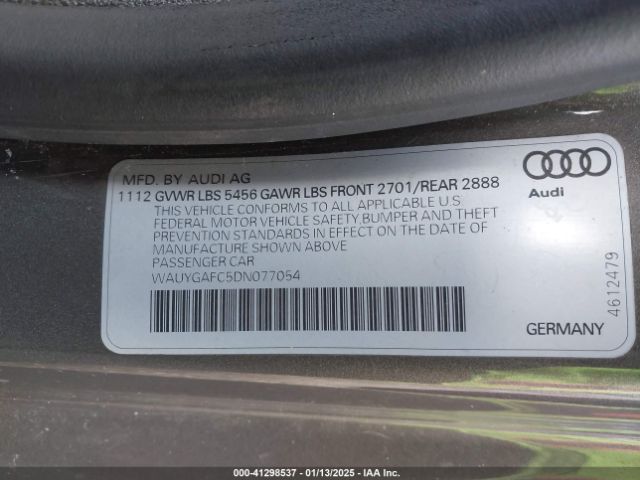 MFD. BY AUDI AG
1112 GVWR LBS 5456 GAWR LBS FRONT 2701/REAR 2888
THIS VEHICLE CONFORMS TO ALL APPLICABLE U.S
FEDERAL MOTOR VEHICLE SAFETY,BUMPER AND THEFT
PREVENTION STANDARDS IN EFFECT ON THE DATE OF
MANUFACTURE SHOWN ABOVE
PASSENGER CAR
WAUYGAFC5DN077054
Audi
4612479
GERMANY
000-41298537 - 01/13/2025 - IAAI.COM